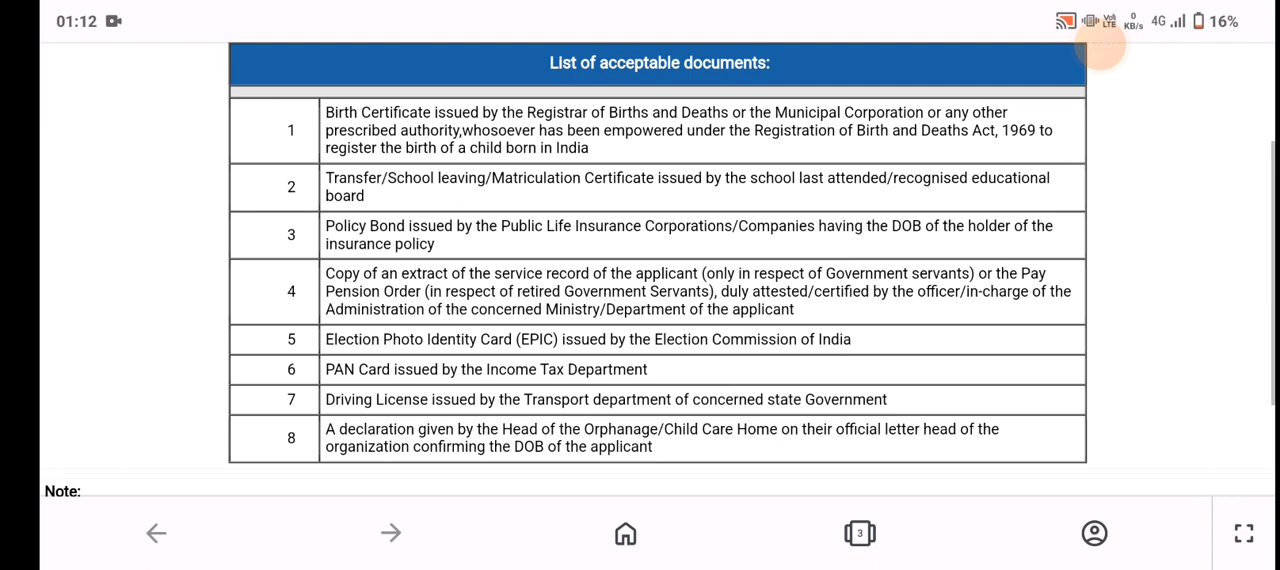 01:12
Vo) LTE 0 KB/s 4G 16%
List of acceptable documents:
1
Birth Certificate issued by the Registrar of Births and Deaths or the Municipal Corporation or any other
prescribed authority,whosoever has been empowered under the Registration of Birth and Deaths Act, 1969 to
register the birth of a child born in India
2
Transfer/School leaving/Matriculation Certificate issued by the school last attended/recognised educational
board
3
Policy Bond issued by the Public Life Insurance Corporations/Companies having the DOB of the holder of the
insurance policy
4
Copy of an extract of the service record of the applicant (only in respect of Government servants) or the Pay
Pension Order (in respect of retired Government Servants), duly attested/certified by the officer/in-charge of the
Administration of the concerned Ministry/Department of the applicant
5
Election Photo Identity Card (EPIC) issued by the Election Commission of India
6
PAN Card issued by the Income Tax Department
7
Driving License issued by the Transport department of concerned state Government
8
A declaration given by the Head of the Orphanage/Child Care Home on their official letter head of the
organization confirming the DOB of the applicant
Note:
3